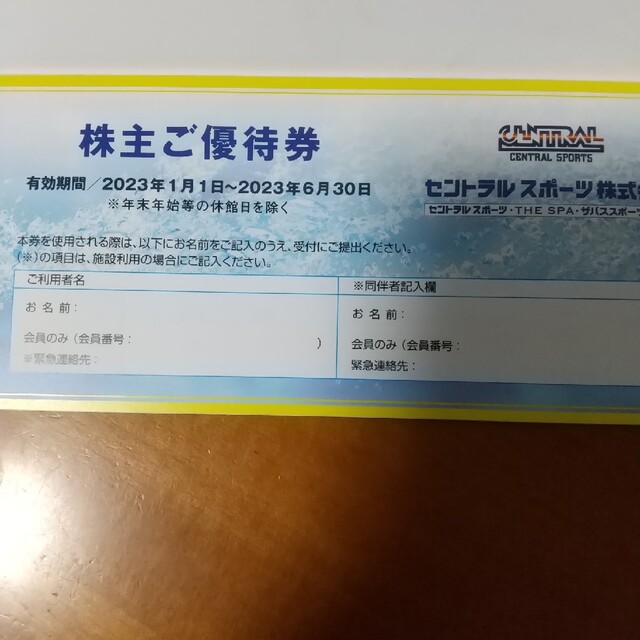 株主ご優待券
有効期間／2023年1月1日～2023年6月30日
※年末年始等の休館日を除く
CENTRAL
CENTRAL SPORTS
セントラルスポーツ株式
セントラルスポーツ・THE SPA・ザバススポー
本券を使用される際は、以下にお名前をご記入のうえ、受付にご提出ください。
(※)の項目は、施設利用の場合にご記入ください。
ご利用者名
お名前：
会員のみ（会員番号： ）
※緊急連絡先：
※同伴者記入欄
お名前：
会員のみ（会員番号：
緊急連絡先：